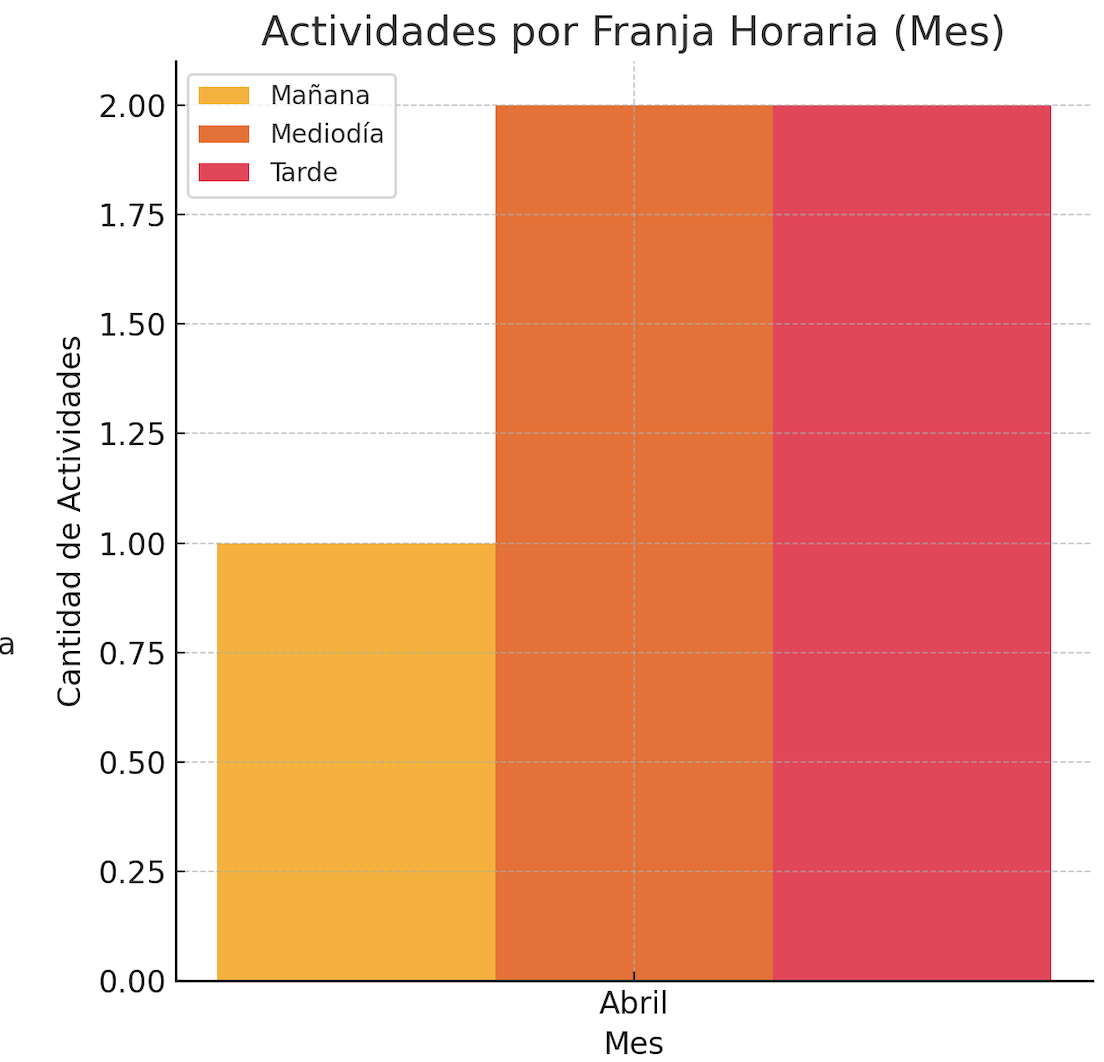 Actividades por Franja Horaria (Mes)
Mañana
Mediodía
Tarde
2.00
1.75
1.50
1.25
1.00
0.75
0.50
0.25
0.00
Cantidad de Actividades
a
Abril
Mes